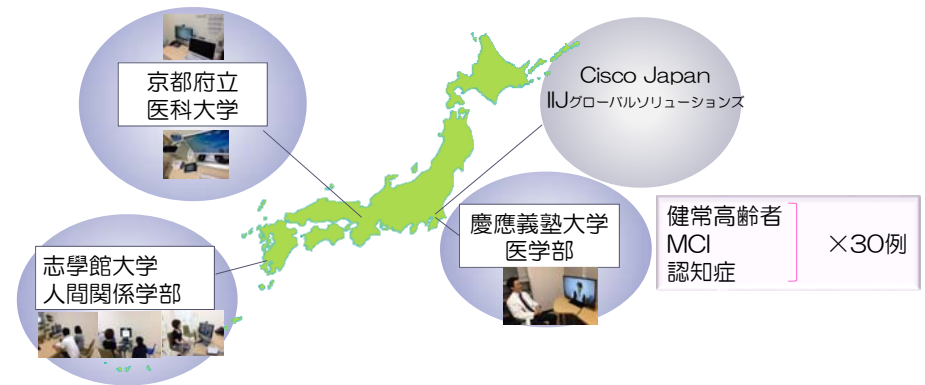 京都府立
医科大学
Cisco Japan
IIJグローバルソリューションズ
慶應義塾大学
医学部
志學館大学
人間関係学部
健常高齢者
MCI
認知症
×30例